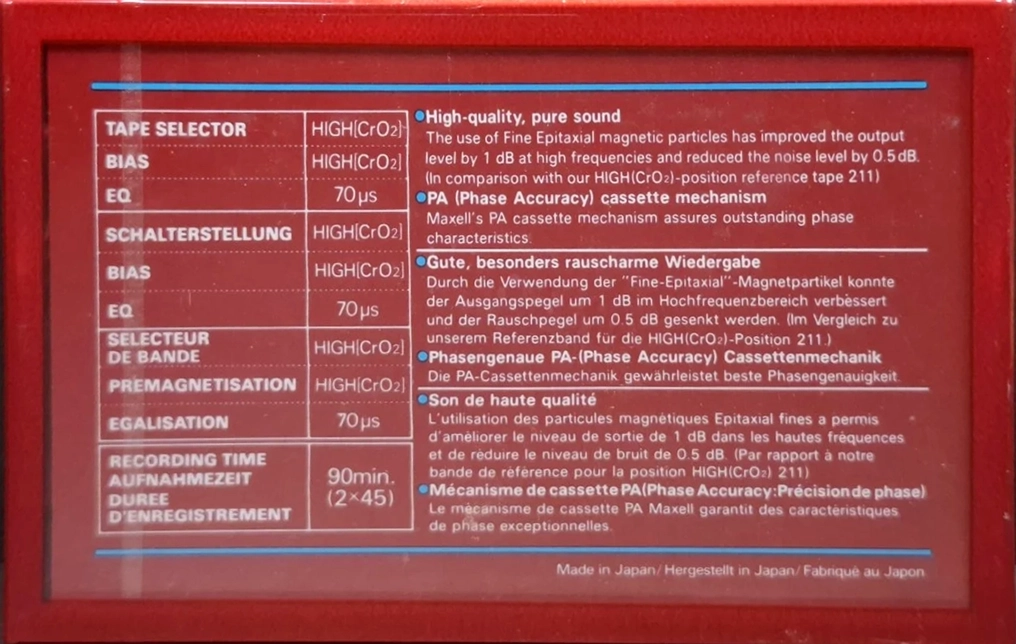 TAPE SELECTOR HIGH[CrO2]
BIAS HIGH[CrO2]
EQ 70μs
SCHALTERSTELLUNG HIGH[CrO2]
BIAS HIGH[CrO2]
EQ 70μs
SELECTEUR
DE BANDE HIGH[CrO2]
PREMAGNETISATION HIGH[CrO2]
EGALISATION 70μs
RECORDING TIME
AUFNAHMEZEIT 90min.
DUREE (2×45)
D'ENREGISTREMENT
●High-quality, pure sound
The use of Fine Epitaxial magnetic particles has improved the output
level by 1 dB at high frequencies and reduced the noise level by 0.5 dB.
(In comparison with our HIGH(CrO2)-position reference tape 211)
●PA (Phase Accuracy) cassette mechanism
Maxell's PA cassette mechanism assures outstanding phase
characteristics.
●Gute, besonders rauscharme Wiedergabe
Durch die Verwendung der "Fine-Epitaxial"-Magnetpartikel konnte
der Ausgangspegel um 1 dB im Hochfrequenzbereich verbessert
und der Rauschpegel um 0.5 dB gesenkt werden. (Im Vergleich zu
unserem Referenzband für die HIGH(CrO2)-Position 211.)
●Phasengenaue PA-(Phase Accuracy) Cassettenmechanik
Die PA-Cassettenmechanik gewährleistet beste Phasengenauigkeit.
●Son de haute qualité
L'utilisation des particules magnétiques Epitaxial fines a permis
d'améliorer le niveau de sortie de 1 dB dans les hautes fréquences
et de réduire le niveau de bruit de 0.5 dB. (Par rapport à notre
bande de référence pour la position HIGH(CrO2) 211)
●Mécanisme de cassette PA(Phase Accuracy:Précision de phase)
Le mécanisme de cassette PA Maxell garantit des caractéristiques
de phase exceptionnelles.
Made in Japan/Hergestellt in Japan/Fabriqué au Japon